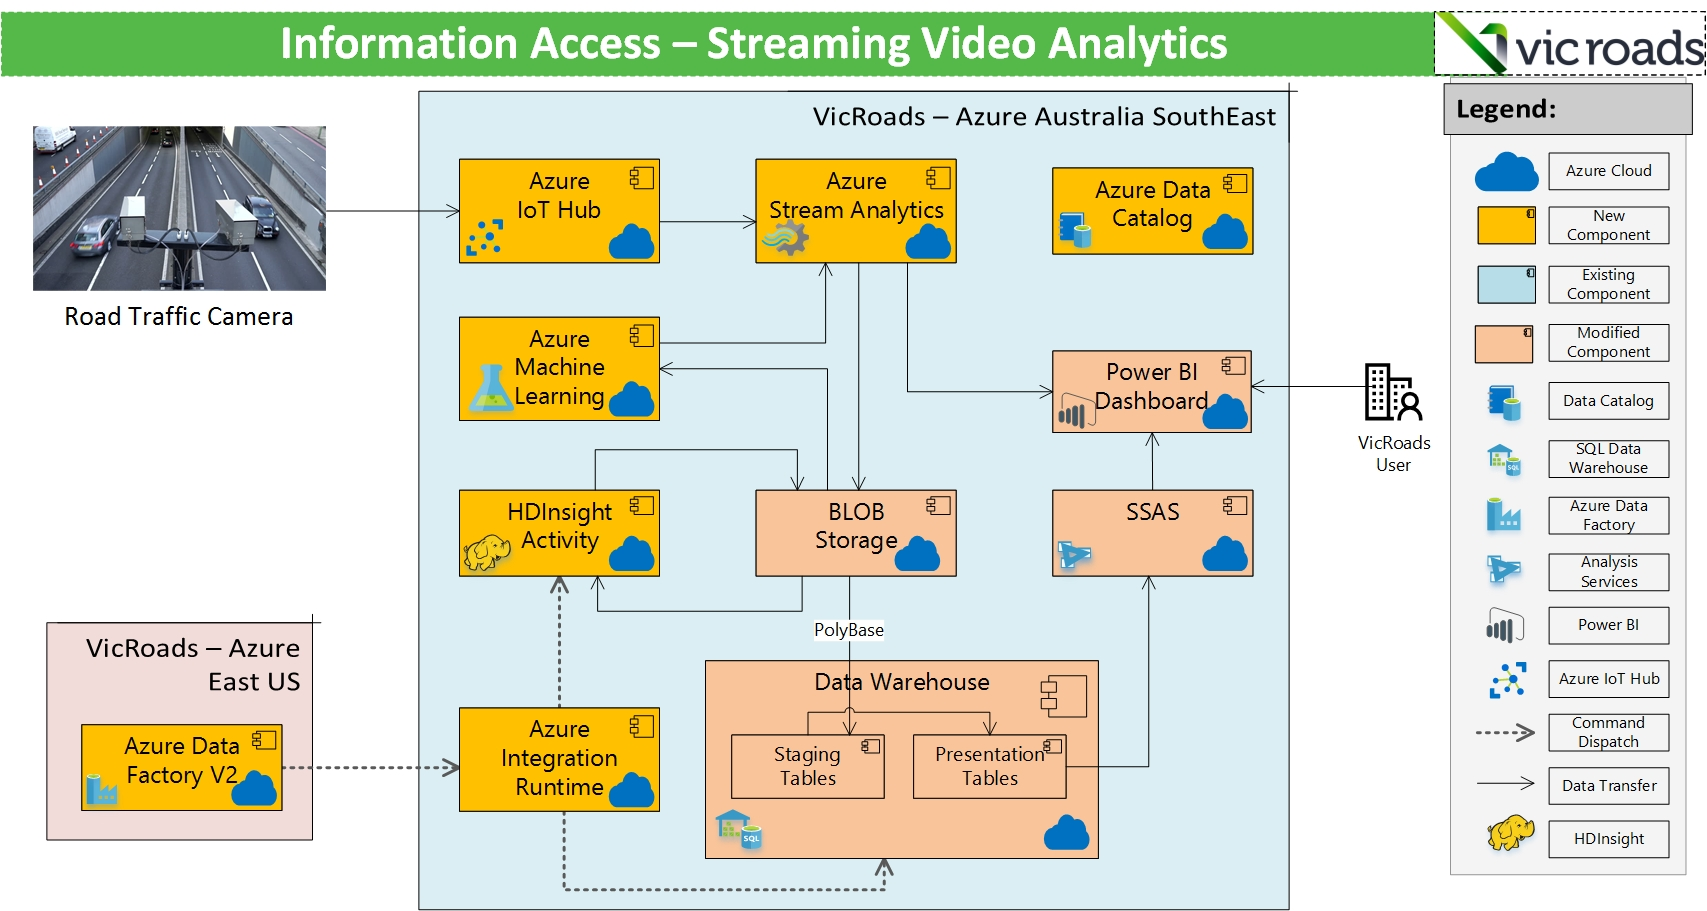 Information Access – Streaming Video Analytics
vic roads
VicRoads – Azure Australia SouthEast
Legend:
Road Traffic Camera
Azure
IoT Hub
Azure
Stream Analytics
Azure Data
Catalog
Azure
Machine
Learning
Power BI
Dashboard
VicRoads
User
HDInsight
Activity
BLOB
Storage
SSAS
PolyBase
VicRoads – Azure
East US
Azure Data
Factory V2
Azure
Integration
Runtime
Data Warehouse
Staging
Tables
Presentation
Tables
SQL
Azure Cloud
New
Component
Existing
Component
Modified
Component
Data Catalog
SQL
SQL Data
Warehouse
Azure Data
Factory
Analysis
Services
Power BI
Azure IoT Hub
Command
Dispatch
Data Transfer
HDInsight